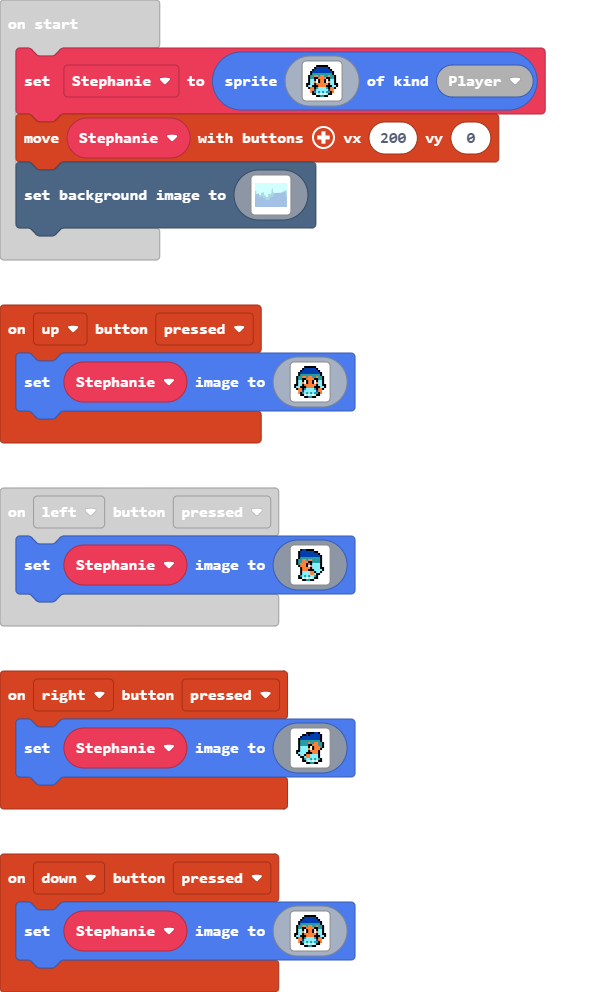 on start
set Stephanie to sprite of kind Player
move Stephanie with buttons vx 200 vy 0
set background image to
on up button pressed
set Stephanie image to
on left button pressed
set Stephanie image to
on right button pressed
set Stephanie image to
on down button pressed
set Stephanie image to